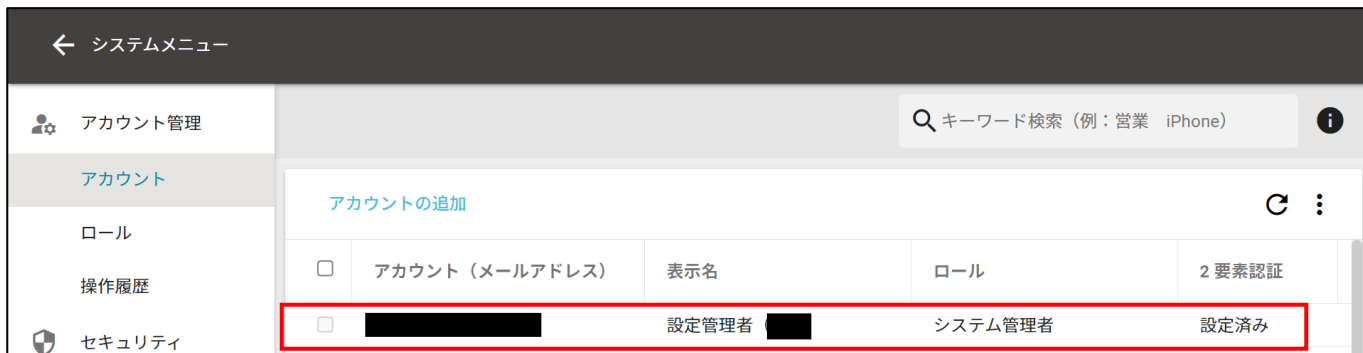 システムメニュー
アカウント管理
キーワード検索（例：営業　iPhone）
アカウント
アカウントの追加
ロール
アカウント（メールアドレス） 表示名 ロール 2 要素認証
操作履歴
設定管理者（ システム管理者 設定済み
セキュリティ